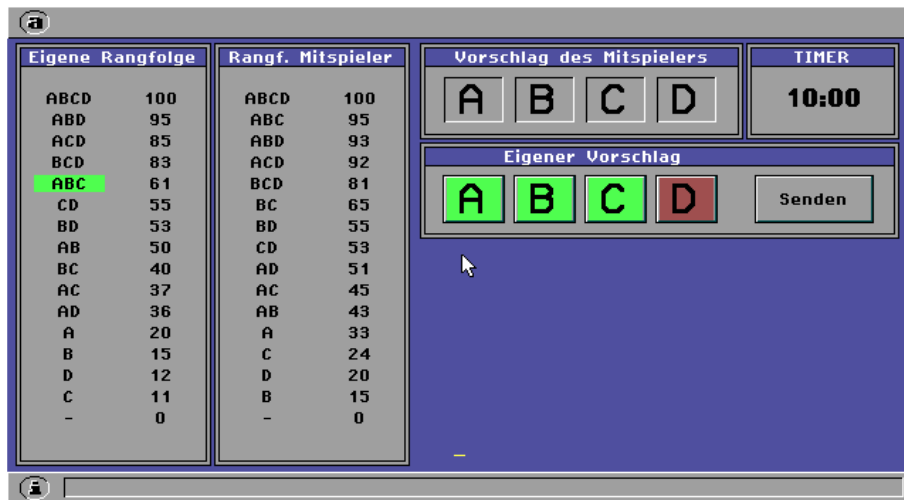 a
Eigene Rangfolge
ABCD 100
ABD 95
ACD 85
BCD 83
ABC 61
CD 55
BD 53
AB 50
BC 40
AC 37
AD 36
A 20
B 15
D 12
C 11
- 0
Rangf. Mitspieler
ABCD 100
ABC 95
ABD 93
ACD 92
BCD 81
BC 65
BD 55
CD 53
AD 51
AC 45
AB 43
A 33
C 24
D 20
B 15
- 0
Vorschlag des Mitspielers
A B C D
TIMER
10:00
Eigener Vorschlag
A B C D
Senden
i